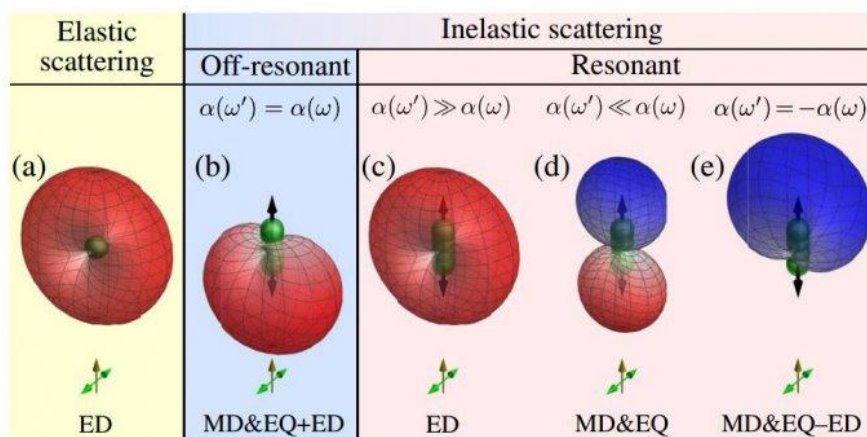 Elastic
scattering
Inelastic scattering
Off-resonant
Resonant
α(ω′) = α(ω)
α(ω′) ≫ α(ω)
α(ω′) ≪ α(ω)
α(ω′) = −α(ω)
(a)
(b)
(c)
(d)
(e)
ED
MD&EQ+ED
ED
MD&EQ
MD&EQ–ED